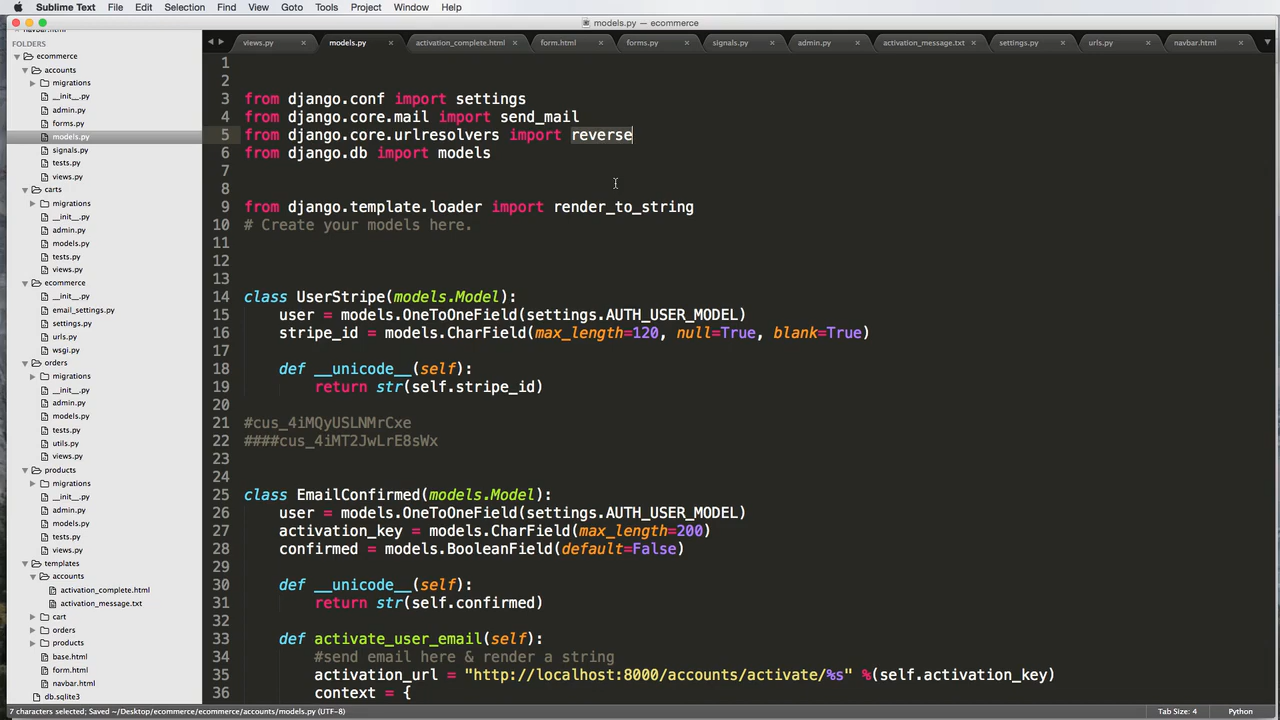 Sublime Text File Edit Selection Find View Goto Tools Project Window Help
models.py — ecommerce
views.py × models.py × activation_complete.html × form.html × forms.py × signals.py × admin.py × activation_message.txt × settings.py × urls.py × navbar.html ×
navbar.html
FOLDERS
ecommerce
accounts
migrations
__init__.py
admin.py
forms.py
models.py
signals.py
tests.py
views.py
carts
migrations
__init__.py
admin.py
models.py
tests.py
views.py
ecommerce
__init__.py
email_settings.py
settings.py
urls.py
wsgi.py
orders
migrations
__init__.py
admin.py
models.py
tests.py
utils.py
views.py
products
migrations
__init__.py
admin.py
models.py
tests.py
views.py
templates
accounts
activation_complete.html
activation_message.txt
cart
orders
products
base.html
form.html
navbar.html
db.sqlite3
1
2
3 from django.conf import settings
4 from django.core.mail import send_mail
5 from django.core.urlresolvers import reverse
6 from django.db import models
7
8
9 from django.template.loader import render_to_string
10 # Create your models here.
11
12
13
14 class UserStripe(models.Model):
15 user = models.OneToOneField(settings.AUTH_USER_MODEL)
16 stripe_id = models.CharField(max_length=120, null=True, blank=True)
17
18 def __unicode__(self):
19 return str(self.stripe_id)
20
21 #cus_4iMQyUSLNMrCxe
22 ####cus_4iMT2JwLrE8sWx
23
24
25 class EmailConfirmed(models.Model):
26 user = models.OneToOneField(settings.AUTH_USER_MODEL)
27 activation_key = models.CharField(max_length=200)
28 confirmed = models.BooleanField(default=False)
29
30 def __unicode__(self):
31 return str(self.confirmed)
32
33 def activate_user_email(self):
34 #send email here & render a string
35 activation_url = "http://localhost:8000/accounts/activate/%s" %(self.activation_key)
36 context = {
7 characters selected; Saved ~/Desktop/ecommerce/ecommerce/accounts/models.py (UTF-8) Tab Size: 4 Python